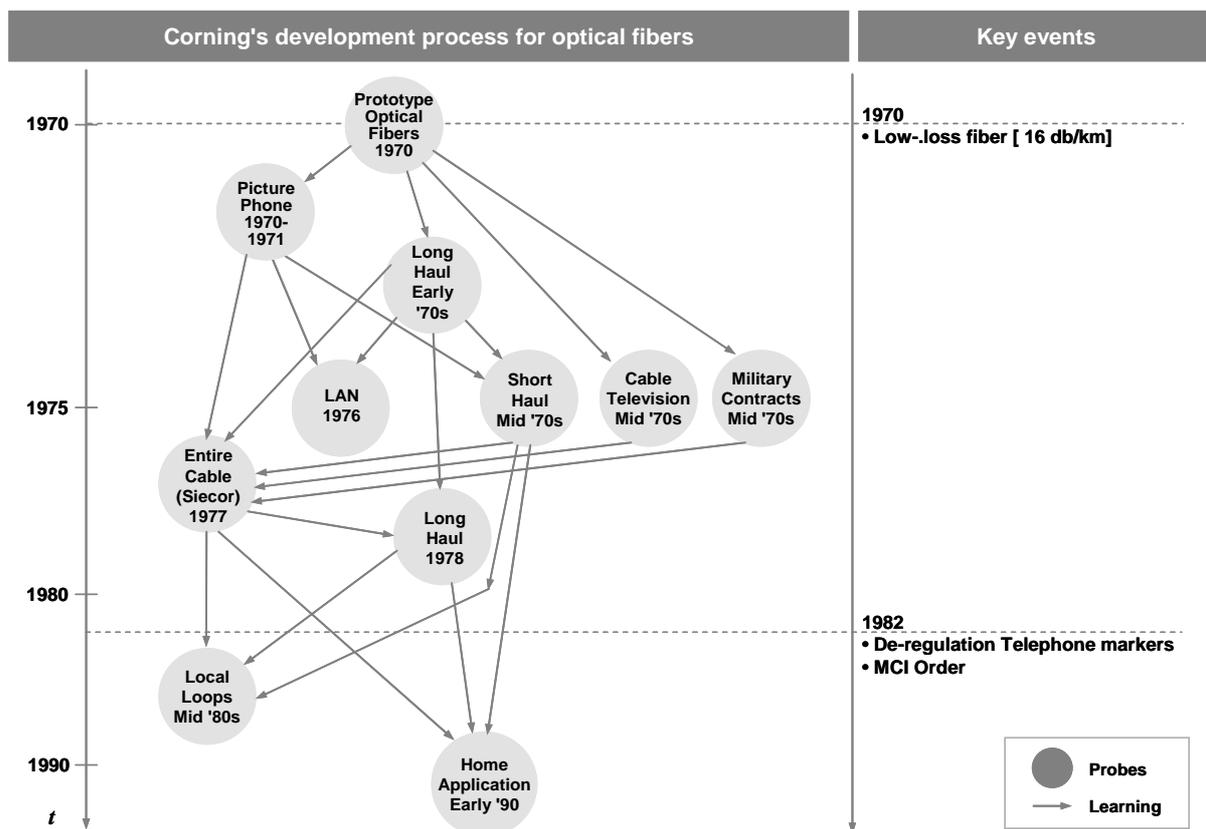 Corning's development process for optical fibers
Key events
1970
Prototype
Optical
Fibers
1970
1970
• Low-.loss fiber [ 16 db/km]
Picture
Phone
1970-
1971
Long
Haul
Early
'70s
1975
LAN
1976
Short
Haul
Mid '70s
Cable
Television
Mid '70s
Military
Contracts
Mid '70s
Entire
Cable
(Siecor)
1977
Long
Haul
1978
1980
1982
• De-regulation Telephone markers
• MCI Order
Local
Loops
Mid '80s
1990
Home
Application
Early '90
t
Probes
Learning